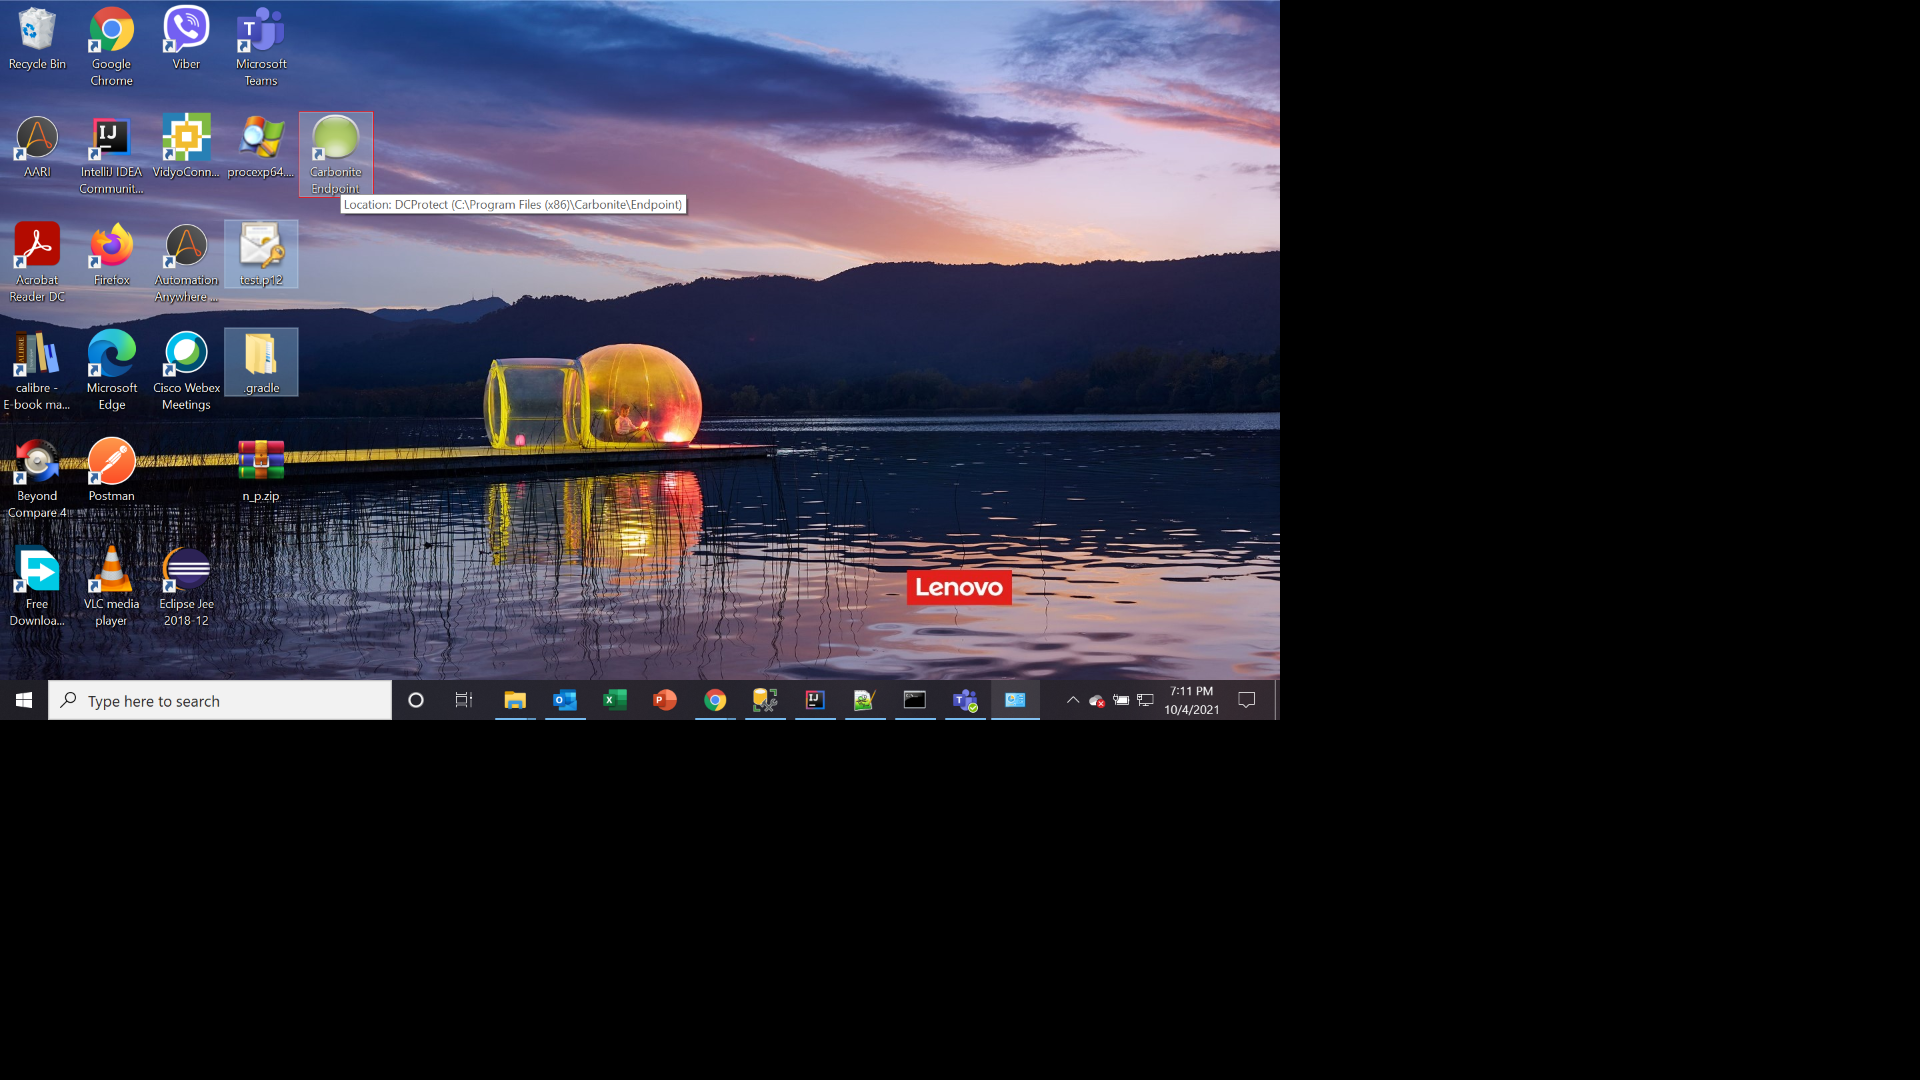 Recycle Bin
Google
Chrome
Viber
Microsoft
Teams
AARI
IntelliJ IDEA
Communit...
VidyoConn...
procexp64....
Carbonite
Endpoint
Location: DCProtect (C:\Program Files (x86)\Carbonite\Endpoint)
Acrobat
Reader DC
Firefox
Automation
Anywhere ...
test.p12
calibre -
E-book ma...
Microsoft
Edge
Cisco Webex
Meetings
.gradle
Beyond
Compare 4
Postman
n_p.zip
Free
Downloa...
VLC media
player
Eclipse Jee
2018-12
Lenovo
Type here to search
7:11 PM
10/4/2021